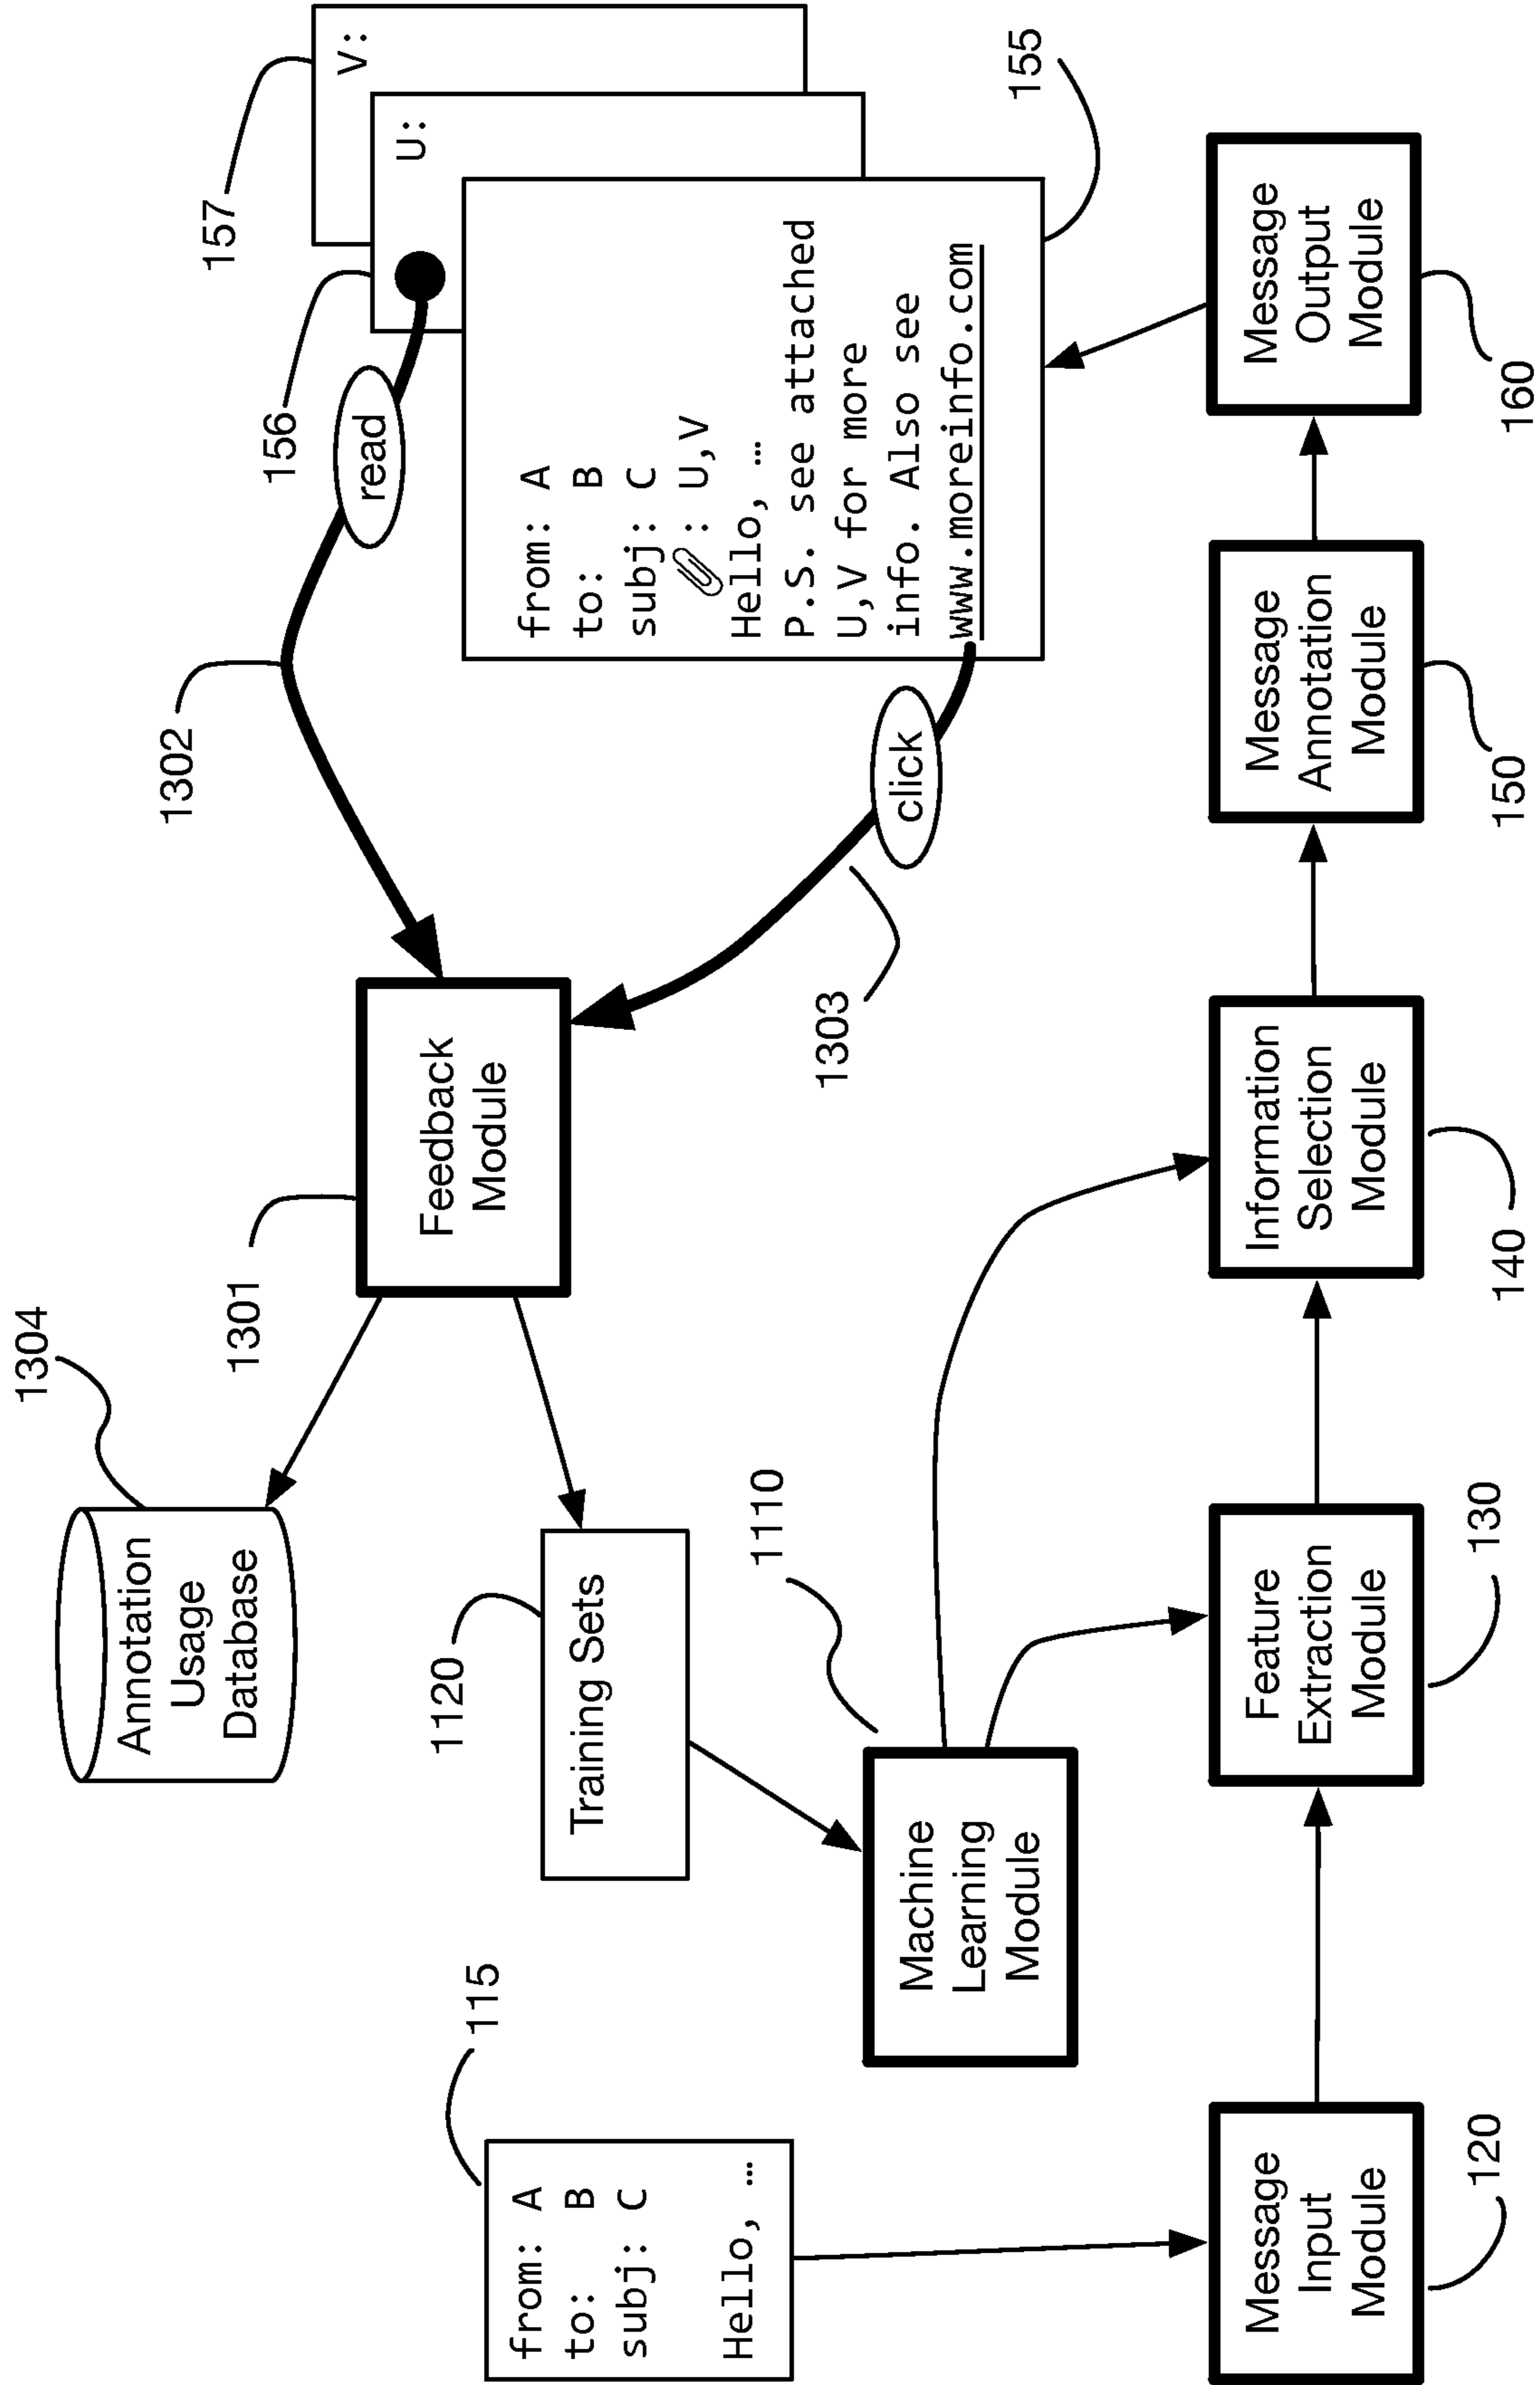 1304
Annotation
Usage
Database
1301
Feedback
Module
1302
read
156
157
V:
U:
from: A
to: B
subj: C
: U,V
Hello, …
P.S. see attached
U,V for more
info. Also see
www.moreinfo.com
155
click
1303
1120
Training Sets
1110
Machine
Learning
Module
115
from: A
to: B
subj: C
Hello, …
Message
Input
Module
120
Feature
Extraction
Module
130
Information
Selection
Module
140
Message
Annotation
Module
150
Message
Output
Module
160